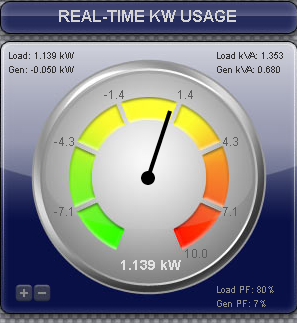 REAL-TIME KW USAGE
Load: 1.139 kW
Load kVA: 1.353
Gen: -0.050 kW
Gen kVA: 0.680
-1.4
1.4
-4.3
4.3
-7.1
7.1
10.0
1.139 kW
Load PF: 80%
Gen PF: 7%